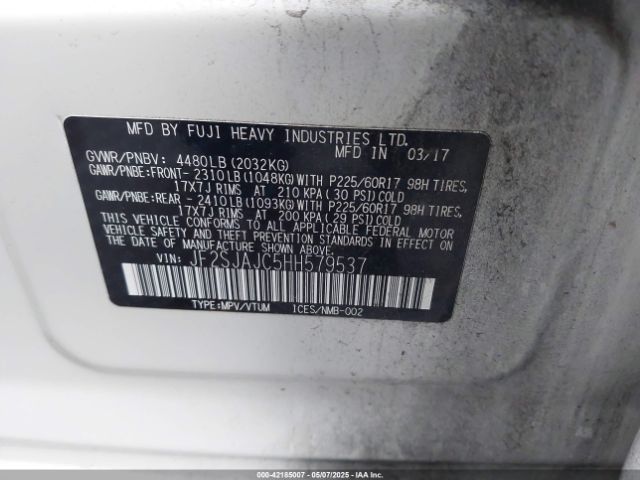 MFD BY FUJI HEAVY INDUSTRIES LTD.
MFD IN 03/17
GVWR/PNBV: 4480LB(2032KG)
GAWR/PNBE:FRONT- 2310LB(1048KG)WITH P225/60R17 98H TIRES,
17X7J RIMS AT 210 KPA( 30 PSI)COLD
GAWR/PNBE:REAR - 2410LB(1093KG)WITH P225/60R17 98H TIRES,
17X7J RIMS AT 200 KPA( 29 PSI)COLD
THIS VEHICLE CONFORMS TO ALL APPLICABLE FEDERAL MOTOR
VEHICLE SAFETY STANDARDS IN EFFECT ON THE DATE OF
MANUFACTURE SHOWN ABOVE.
VIN: JF2SJAJC5HH579537
TYPE:MPV/VTUM ICES/NMB-002
000-42185007 - 05/07/2025 - IAA Inc.